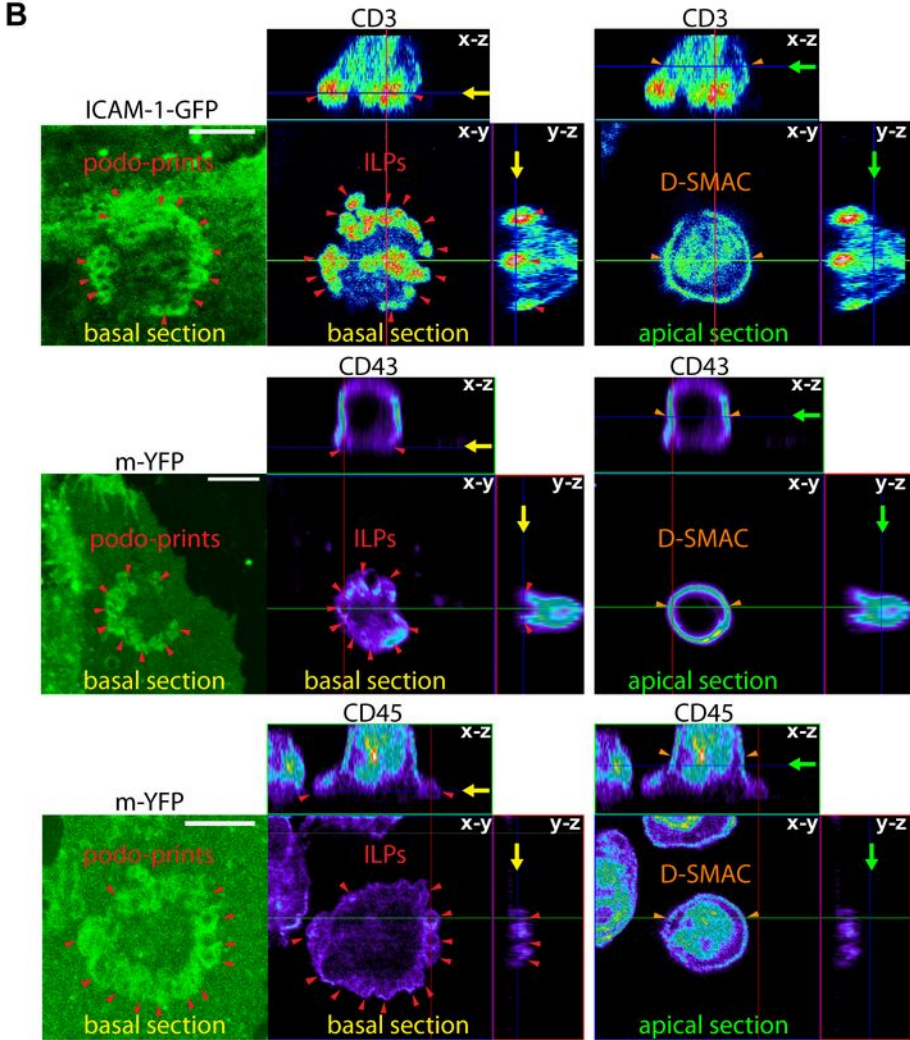 B
CD3
CD3
x-z
x-z
ICAM-1-GFP
x-y
y-z
x-y
y-z
podo-prints
ILPs
D-SMAC
basal section
basal section
apical section
CD43
CD43
x-z
x-z
m-YFP
x-y
y-z
x-y
y-z
podo-prints
ILPs
D-SMAC
basal section
basal section
apical section
CD45
CD45
x-z
x-z
m-YFP
x-y
y-z
x-y
y-z
podo-prints
ILPs
D-SMAC
basal section
basal section
apical section